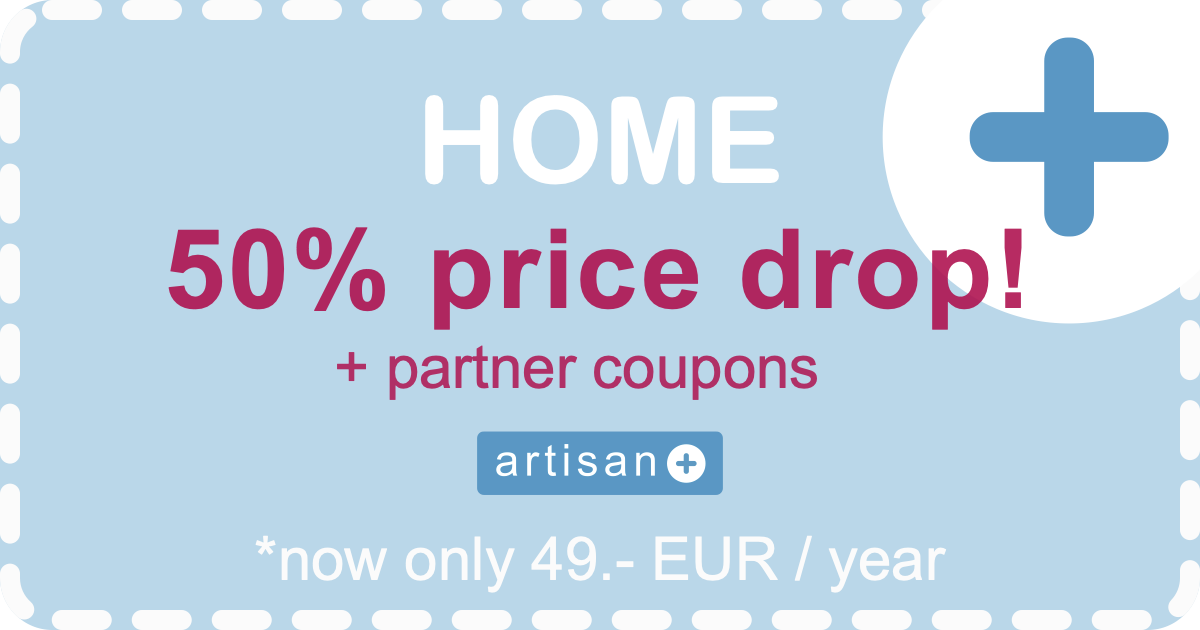 HOME
50% price drop!
+ partner coupons
artisan+
*now only 49.- EUR / year